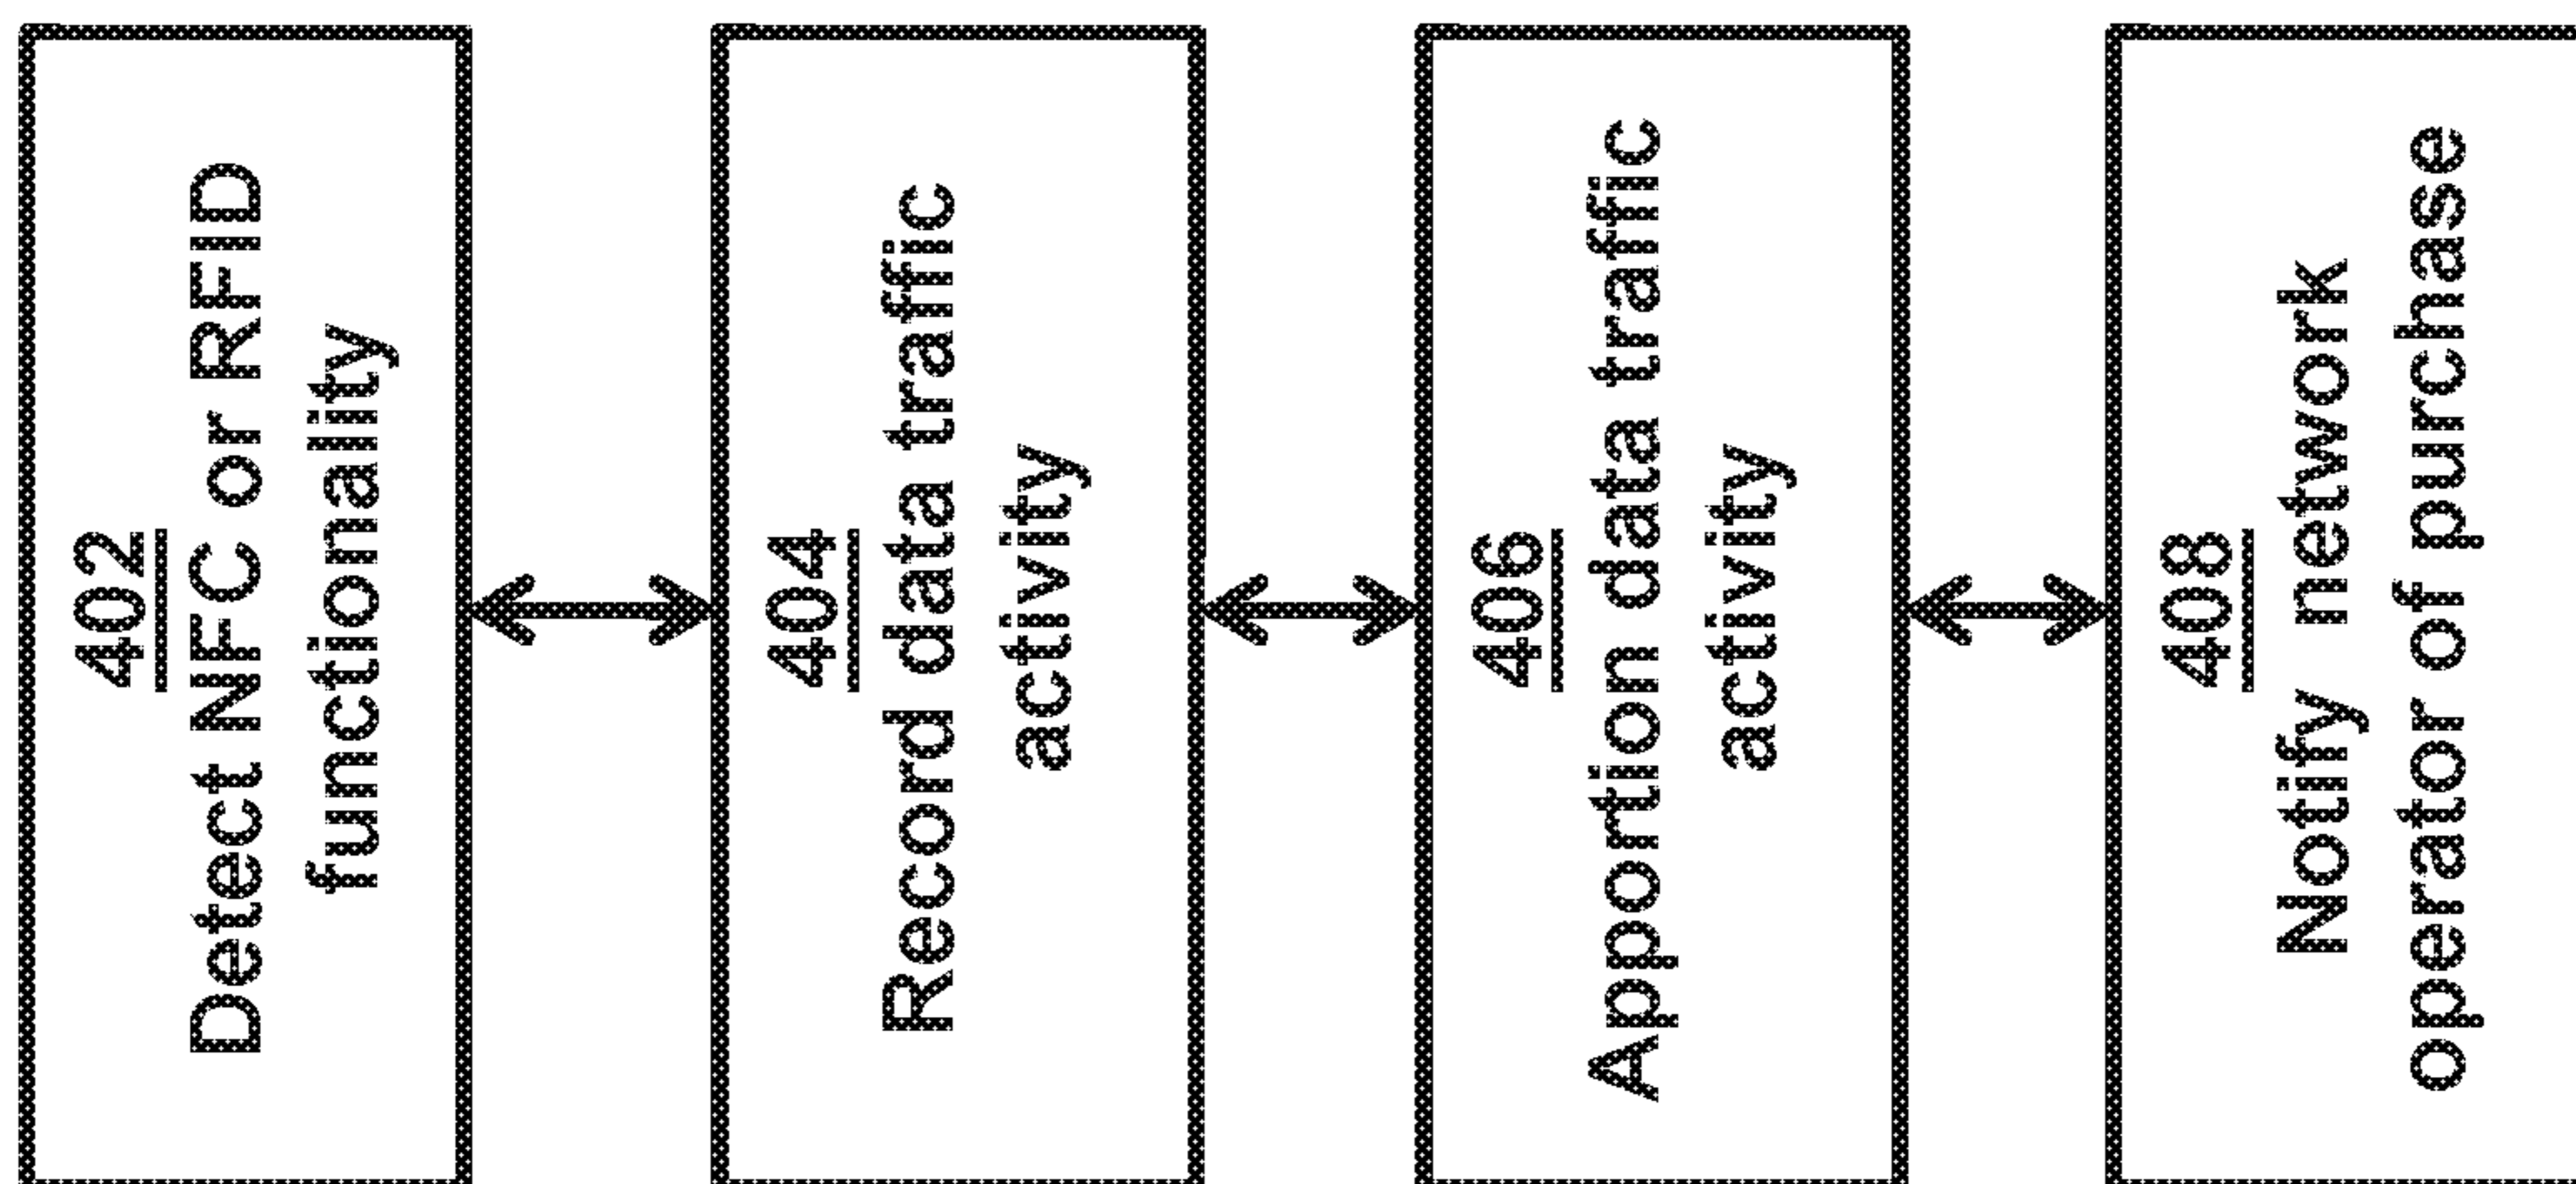 402
Detect NFC or RFID
functionality
404
Record data traffic
activity
406
Apportion data traffic
activity
408
Notify network
operator of purchase